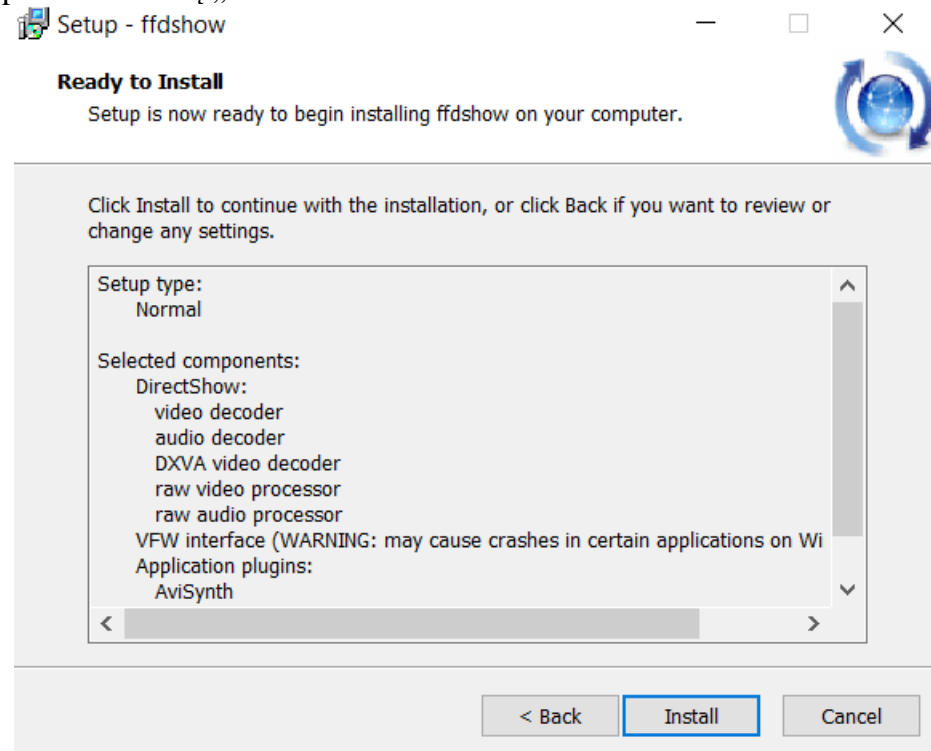 Setup - ffdshow
Ready to Install
Setup is now ready to begin installing ffdshow on your computer.
Click Install to continue with the installation, or click Back if you want to review or
change any settings.
Setup type:
Normal
Selected components:
DirectShow:
video decoder
audio decoder
DXVA video decoder
raw video processor
raw audio processor
VFW interface (WARNING: may cause crashes in certain applications on Wi
Application plugins:
AviSynth
< Back
Install
Cancel